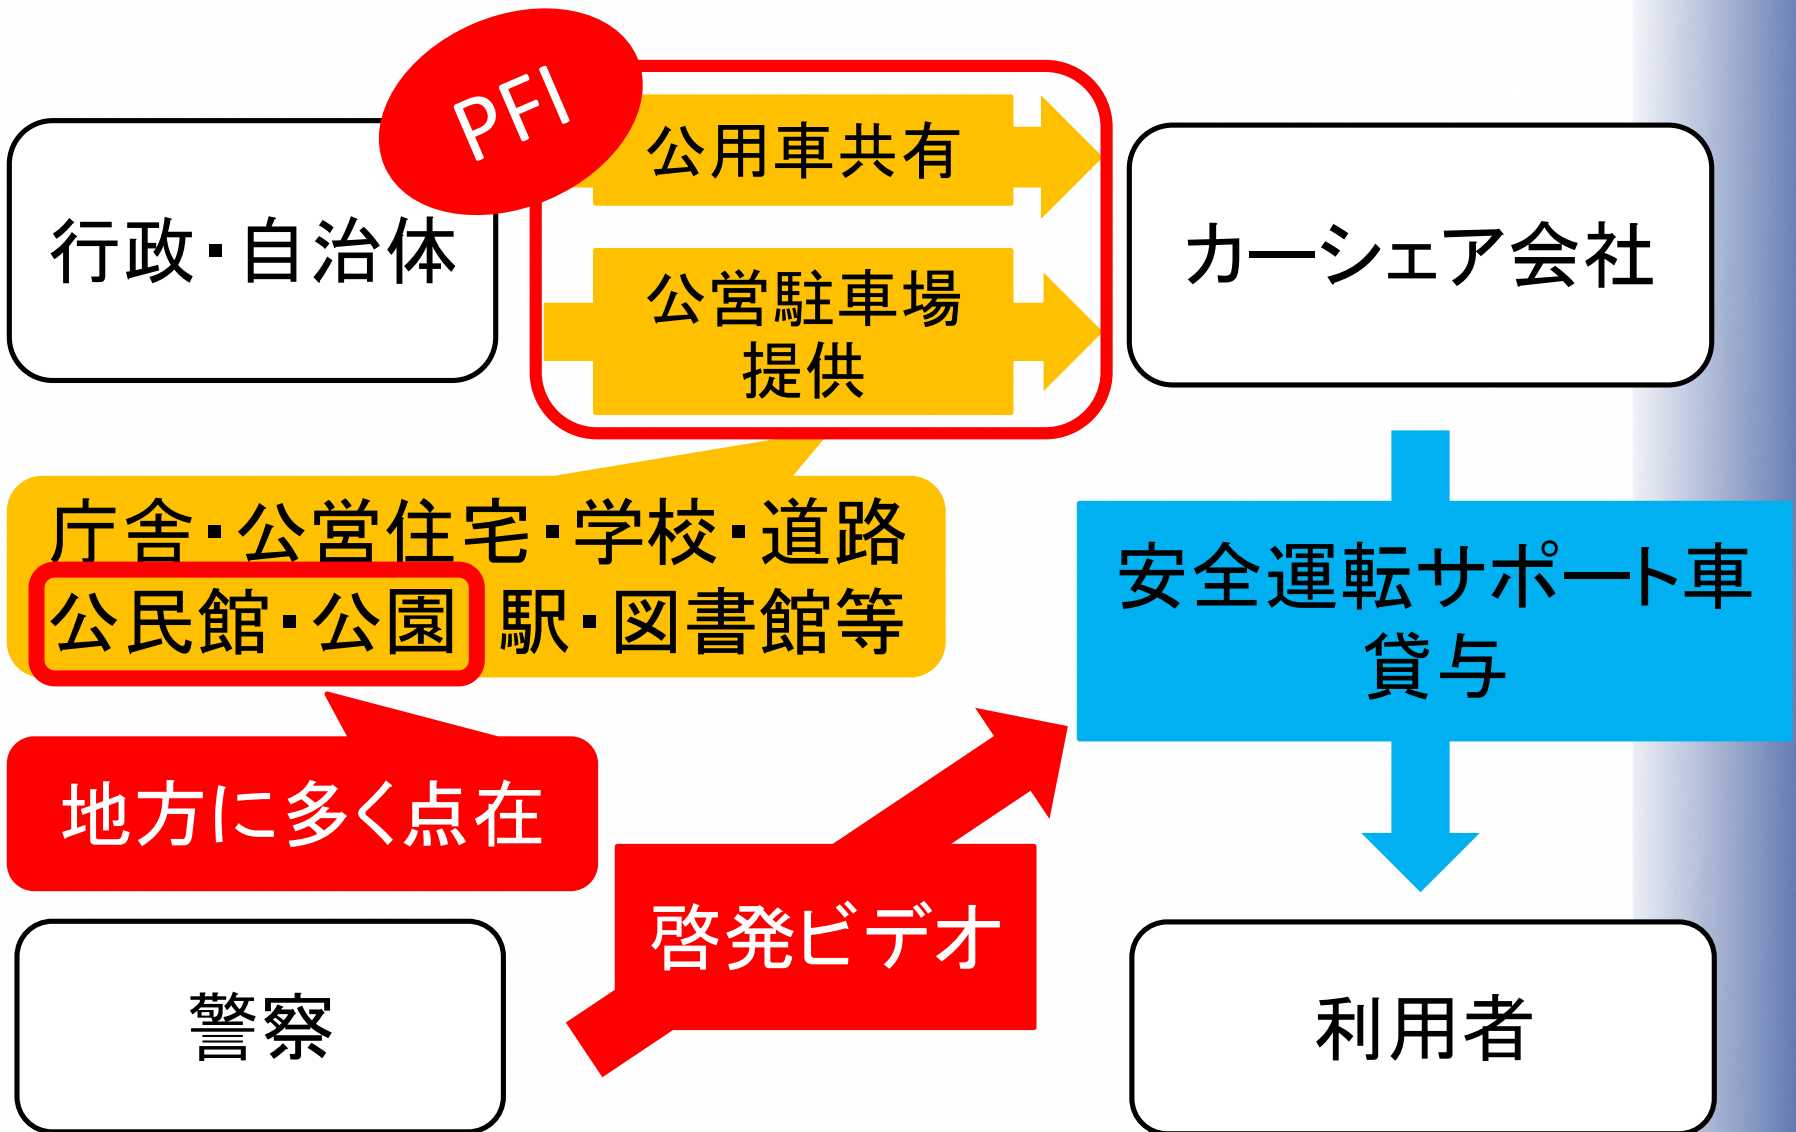 PFI
公用車共有
行政・自治体
カーシェア会社
公営駐車場
提供
庁舎・公営住宅・学校・道路
公民館・公園 駅・図書館等
安全運転サポート車
貸与
地方に多く点在
啓発ビデオ
警察
利用者